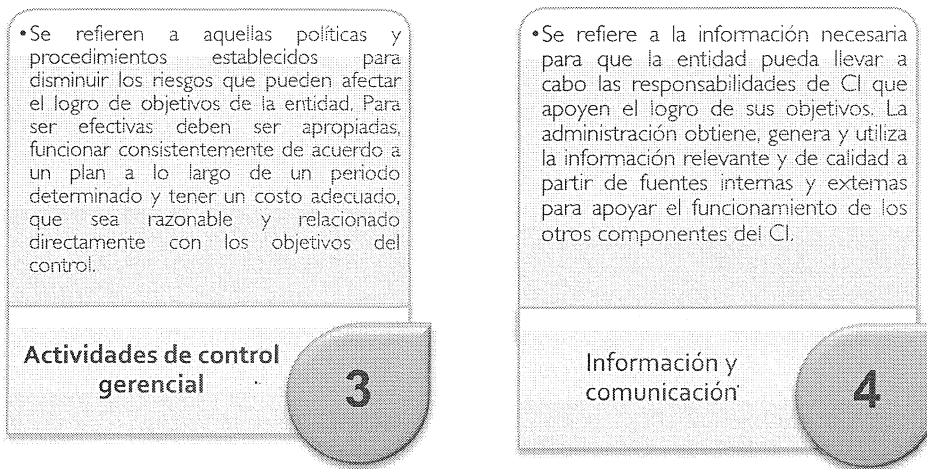 •Se refieren a aquellas políticas y
procedimientos establecidos para
disminuir los riesgos que pueden afectar
el logro de objetivos de la entidad. Para
ser efectivas deben ser apropiadas,
funcionar consistentemente de acuerdo a
un plan a lo largo de un periodo
determinado y tener un costo adecuado,
que sea razonable y relacionado
directamente con los objetivos del
control.
Actividades de control
gerencial
3
•Se refiere a la información necesaria
para que la entidad pueda llevar a
cabo las responsabilidades de CI que
apoyen el logro de sus objetivos. La
administración obtiene, genera y utiliza
la información relevante y de calidad a
partir de fuentes internas y externas
para apoyar el funcionamiento de los
otros componentes del CI.
Información y
comunicación
4